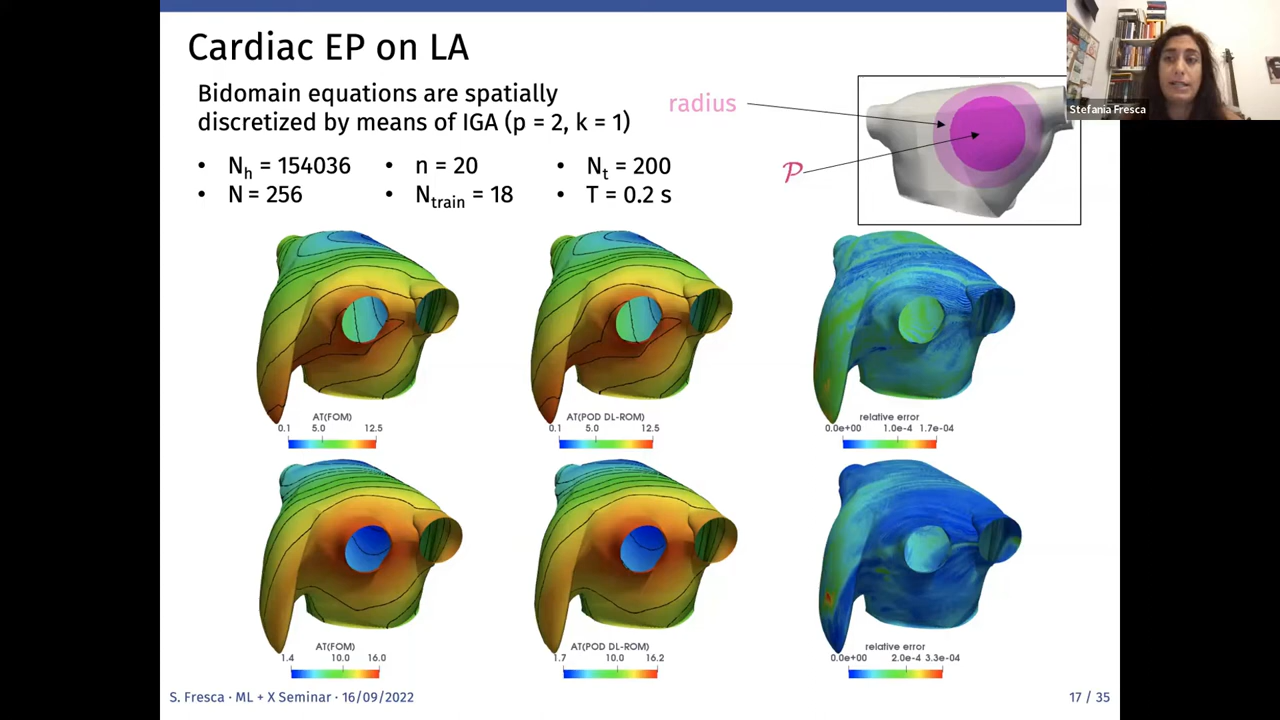 Cardiac EP on LA
Bidomain equations are spatially
discretized by means of IGA (p = 2, k = 1)
• Nh = 154036
• N = 256
• n = 20
• Ntrain = 18
• Nt = 200
• T = 0.2 s
radius
𝒫
Stefania Fresca
AT(FOM)
0.1 5.0 12.5
AT(POD DL-ROM)
0.1 5.0 12.5
relative error
0.0e+00 1.0e-4 1.7e-04
AT(FOM)
1.4 10.0 16.0
AT(POD DL-ROM)
1.7 10.0 16.2
relative error
0.0e+00 2.0e-4 3.3e-04
S. Fresca · ML + X Seminar · 16/09/2022
17 / 35